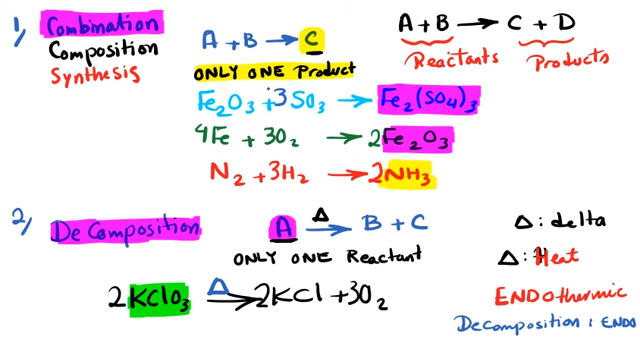 1) Combination
Composition
Synthesis
A + B → C
ONLY ONE Product
A + B → C + D
Reactants Products
Fe₂O₃ + 3SO₃ → Fe₂(SO₄)₃
4Fe + 3O₂ → 2Fe₂O₃
N₂ + 3H₂ → 2NH₃
2) DeComposition
A Δ→ B + C
ONLY ONE Reactant
2KClO₃ Δ→ 2KCl + 3O₂
Δ: delta
Δ: Heat
ENDOthermic
Decomposition: ENDO